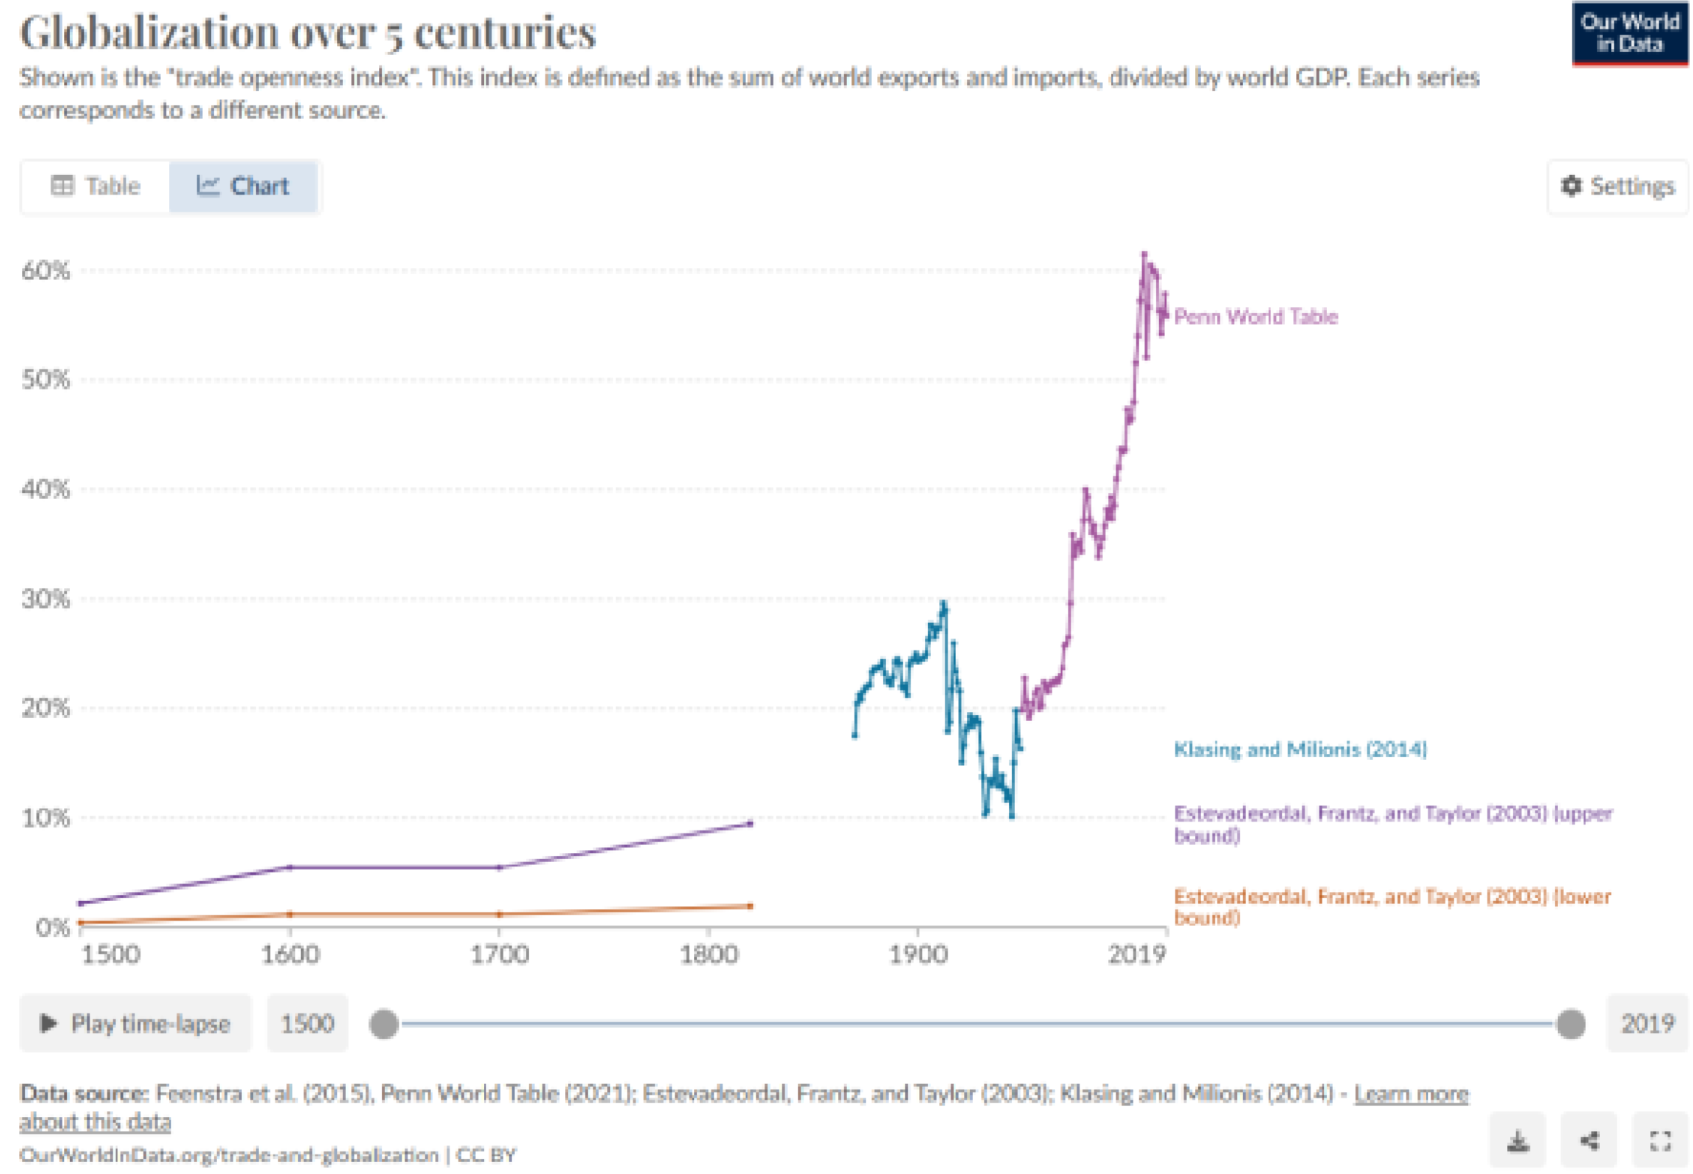 Globalization over 5 centuries
Our World
in Data
Shown is the "trade openness index". This index is defined as the sum of world exports and imports, divided by world GDP. Each series
corresponds to a different source.
Table
Chart
Settings
60%
50%
40%
30%
20%
10%
0%
Penn World Table
Klasing and Milionis (2014)
Estevadeordal, Frantz, and Taylor (2003) (upper
bound)
Estevadeordal, Frantz, and Taylor (2003) (lower
bound)
1500 1600 1700 1800 1900 2019
Play time-lapse 1500 2019
Data source: Feenstra et al. (2015), Penn World Table (2021); Estevadeordal, Frantz, and Taylor (2003); Klasing and Milionis (2014) - Learn more
about this data
OurWorldInData.org/trade-and-globalization | CC BY